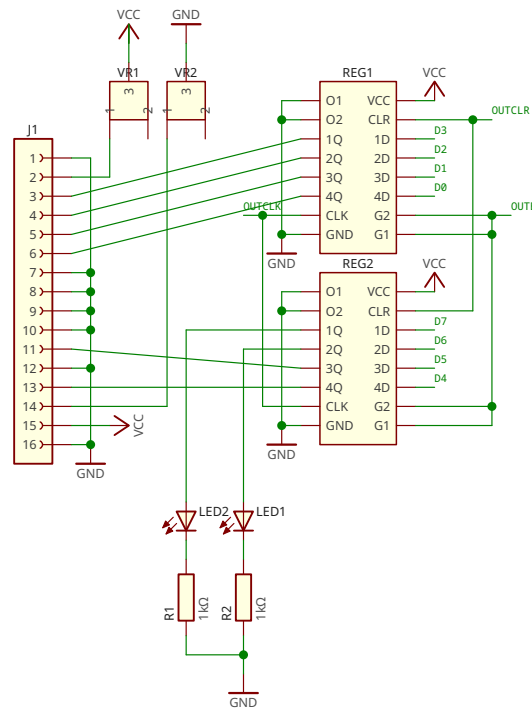 VCC
GND
VR1
3
1
2
VR2
3
1
2
J1
1
2
3
4
5
6
7
8
9
10
11
12
13
14
15
16
VCC
GND
REG1
O1
O2
1Q
2Q
3Q
4Q
CLK
GND
VCC
CLR
1D
2D
3D
4D
G2
G1
VCC
OUTCLR
D3
D2
D1
D0
OUTCLK
GND
REG2
O1
O2
1Q
2Q
3Q
4Q
CLK
GND
VCC
CLR
1D
2D
3D
4D
G2
G1
VCC
D7
D6
D5
D4
GND
LED2
LED1
R1
1kΩ
R2
1kΩ
GND